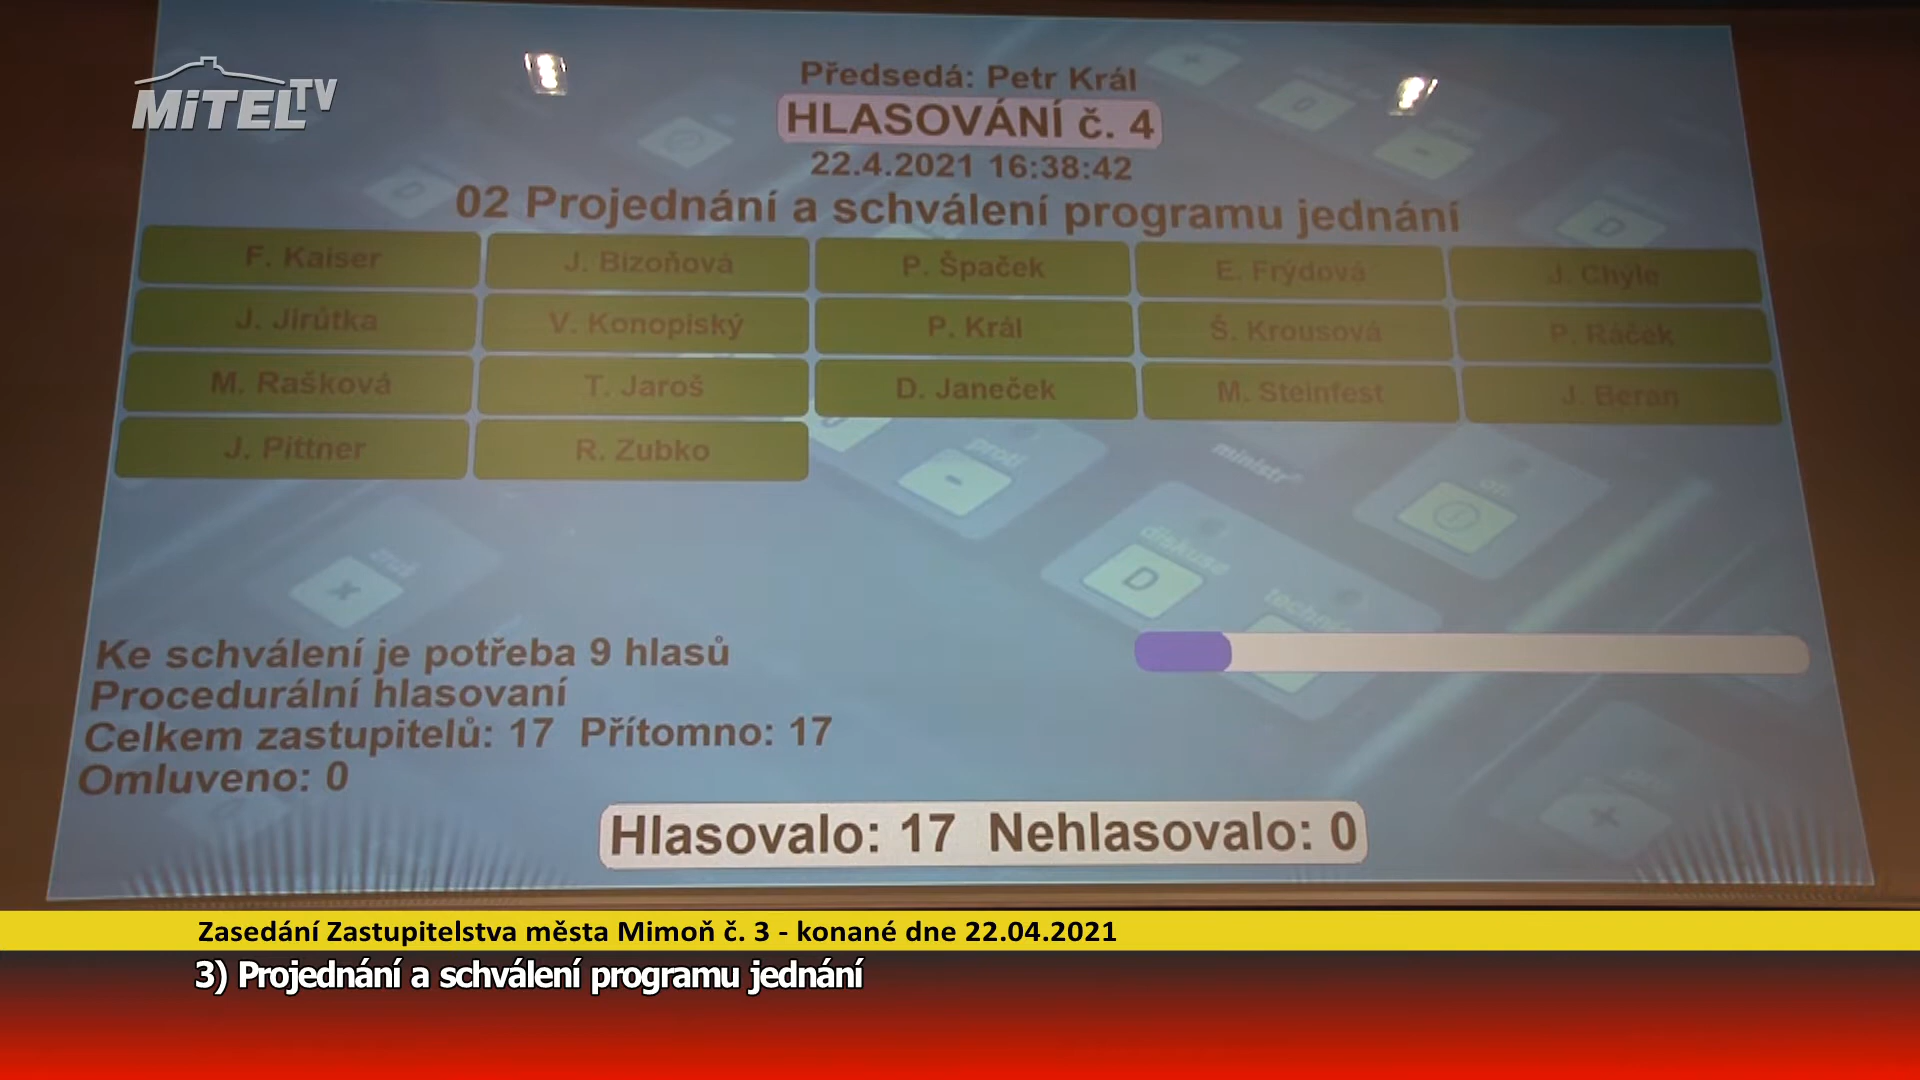 MiTEL TV
Předsedá: Petr Král
HLASOVÁNÍ č. 4
22.4.2021 16:38:42
02 Projednání a schválení programu jednání
F. Kaiser J. Bizoňová P. Špaček E. Frýdová J. Chýle
J. Jirůtka V. Konopiský P. Král Š. Krousová P. Ráček
M. Rašková T. Jaroš D. Janeček M. Steinfest J. Beran
J. Pittner R. Zubko
proti
diskuse
D
Ke schválení je potřeba 9 hlasů
Procedurální hlasovaní
Celkem zastupitelů: 17 Přítomno: 17
Omluveno: 0
Hlasovalo: 17 Nehlasovalo: 0
Zasedání Zastupitelstva města Mimoň č. 3 - konané dne 22.04.2021
3) Projednání a schválení programu jednání